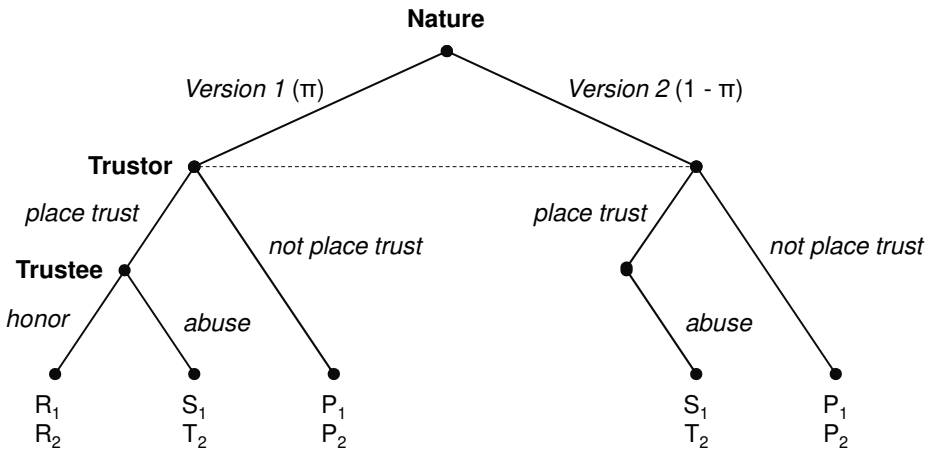 Nature
Version 1 (π)
Version 2 (1 - π)
Trustor
place trust
not place trust
place trust
not place trust
Trustee
honor
abuse
abuse
R₁ S₁ P₁ S₁ P₁
R₂ T₂ P₂ T₂ P₂